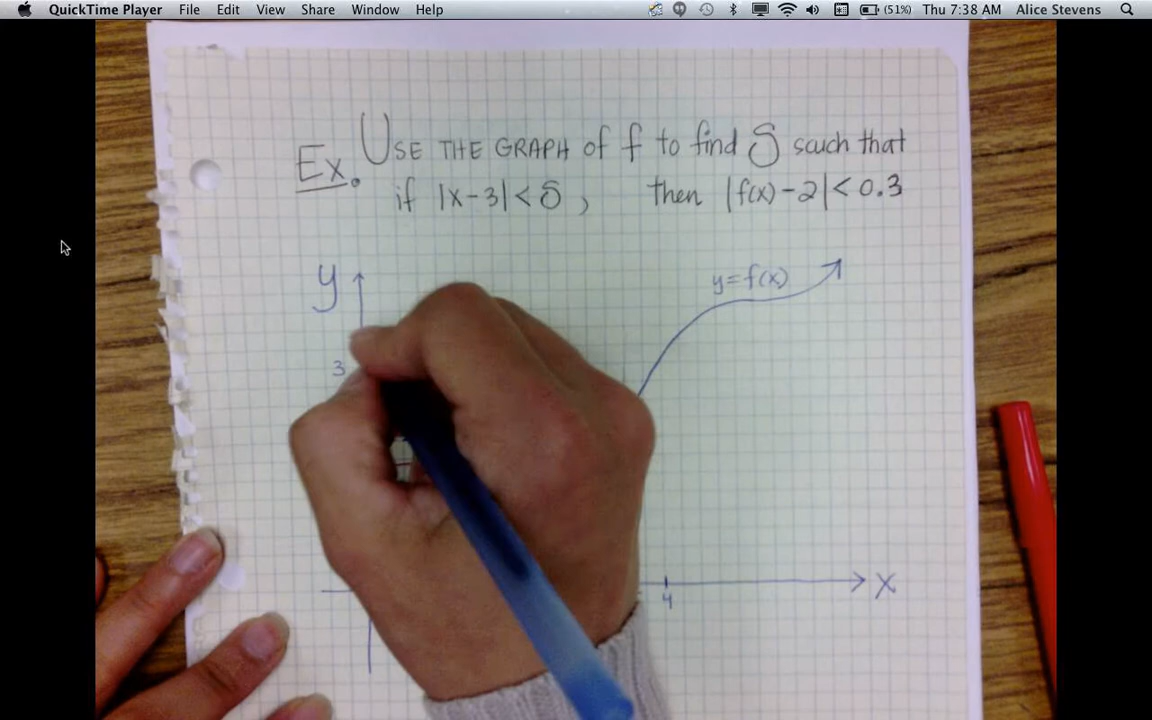 QuickTime Player File Edit View Share Window Help (51%) Thu 7:38 AM Alice Stevens
Ex. USE THE GRAPH of f to find δ scuch that
if |x-3| < δ, then |f(x)-2| < 0.3
y
y=f(x)
3
4
x